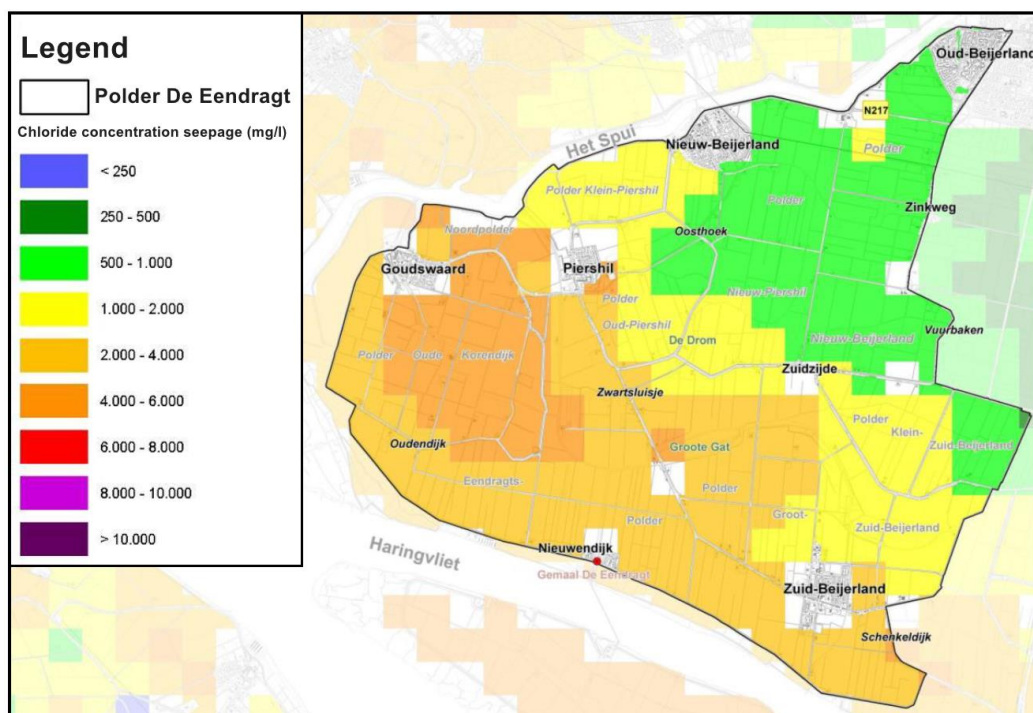 Legend
Polder De Eendragt
Chloride concentration seepage (mg/l)
< 250
250 - 500
500 - 1.000
1.000 - 2.000
2.000 - 4.000
4.000 - 6.000
6.000 - 8.000
8.000 - 10.000
> 10.000
Oud-Beijerland
N217
Het Spui
Nieuw-Beijerland
Polder
Polder Klein-Piershil
Polder
Zinkweg
Noordpolder
Oosthoek
Goudswaard
Piershil
Polder
Nieuw-Piershil
Oud-Piershil
De Drom
Nieuw-Beijerland
Vuurbaken
Polder Oude Korendijk
Zuidzijde
Zwartsluisje
Polder
Klein-
Zuid-Beijerland
Oudendijk
Groote Gat
Eendragts-
Polder
Polder
Groot-
Zuid-Beijerland
Haringvliet
Nieuwendijk
Gemaal De Eendragt
Zuid-Beijerland
Schenkeldijk